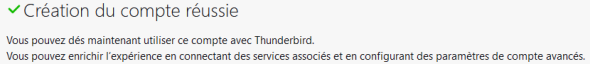 Création du compte réussie
Vous pouvez dés maintenant utiliser ce compte avec Thunderbird.
Vous pouvez enrichir l’expérience en connectant des services associés et en configurant des paramètres de compte avancés.